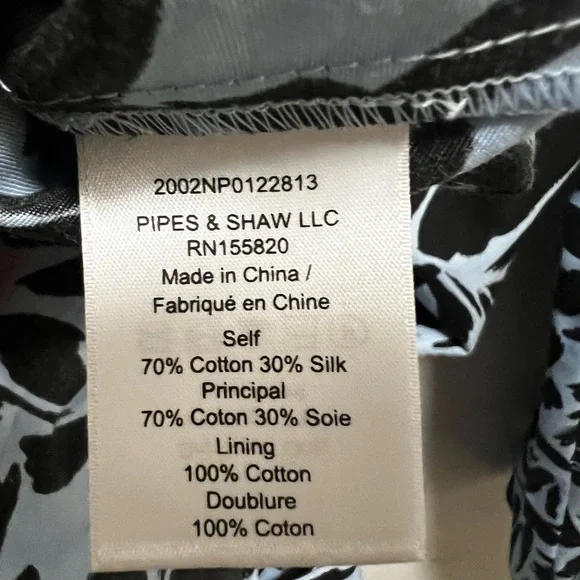 2002NP0122813
PIPES & SHAW LLC
RN155820
Made in China /
Fabriqué en Chine
Self
70% Cotton 30% Silk
Principal
70% Coton 30% Soie
Lining
100% Cotton
Doublure
100% Coton